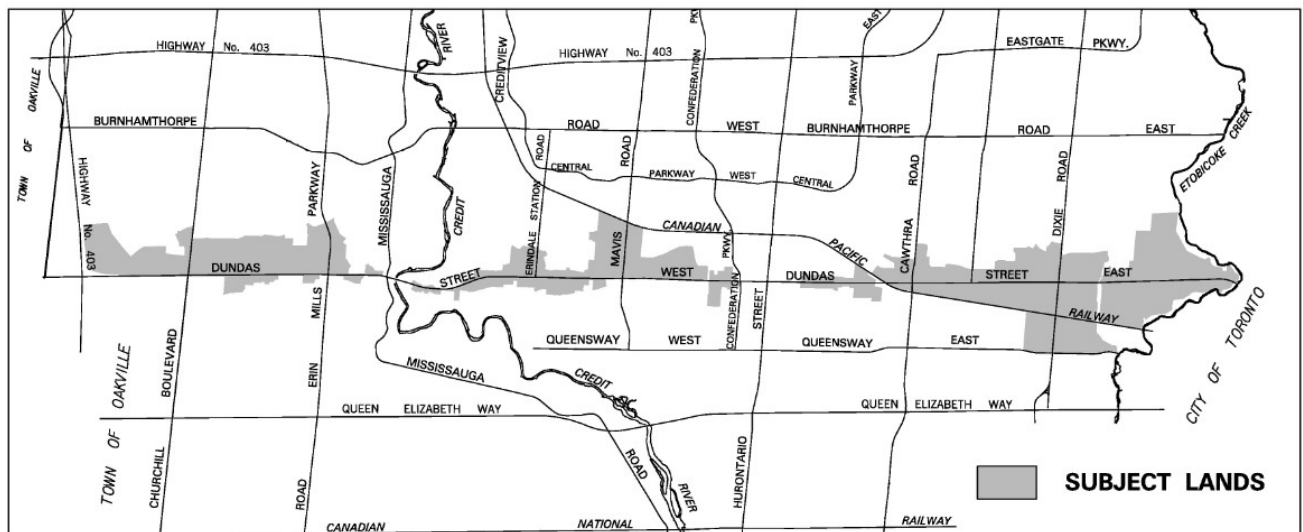 HIGHWAY No. 403
HIGHWAY No. 403
EASTGATE PKWY.
RIVER
CREDITVIEW
CONFEDERATION
PKWY
PARKWAY
EAST
TOWN OF OAKVILLE
BURNHAMTHORPE
ROAD
WEST
BURNHAMTHORPE
ROAD
EAST
ETOBICOKE CREEK
HIGHWAY
No. 403
PARKWAY
MISSISSAUGA
CREDIT
ROAD
ERINDALE STATION
CENTRAL
PARKWAY
WEST
CENTRAL
ROAD
MAVIS
CANADIAN
PACIFIC
ROAD
CAWTHRA
ROAD
DIXIE
DUNDAS
STREET
WEST
PKWY.
CONFEDERATION
DUNDAS
STREET
EAST
RAILWAY
MILLS
ERIN
STREET
QUEENSWAY
WEST
QUEENSWAY
EAST
CITY OF TORONTO
TOWN OF OAKVILLE
BOULEVARD
CHURCHILL
MISSISSAUGA
CREDIT
QUEEN ELIZABETH WAY
QUEEN ELIZABETH WAY
ROAD
ROAD
RIVER
HURONTARIO
SUBJECT LANDS
CANADIAN
NATIONAL
RAILWAY